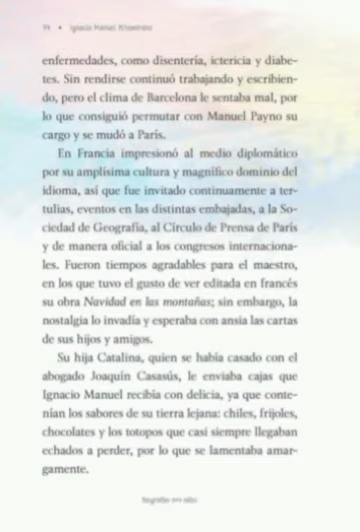 94 • Ignacio Manuel Altamirano
enfermedades, como disentería, ictericia y diabe-
tes. Sin rendirse continuó trabajando y escribien-
do, pero el clima de Barcelona le sentaba mal, por
lo que consiguió permutar con Manuel Payno su
cargo y se mudó a París.
En Francia impresionó al medio diplomático
por su amplísima cultura y magnífico dominio del
idioma, así que fue invitado continuamente a ter-
tulias, eventos en las distintas embajadas, a la So-
ciedad de Geografía, al Círculo de Prensa de París
y de manera oficial a los congresos internaciona-
les. Fueron tiempos agradables para el maestro,
en los que tuvo el gusto de ver editada en francés
su obra Navidad en las montañas; sin embargo, la
nostalgia lo invadía y esperaba con ansia las cartas
de sus hijos y amigos.
Su hija Catalina, quien se había casado con el
abogado Joaquín Casasús, le enviaba cajas que
Ignacio Manuel recibía con delicia, ya que conte-
nían los sabores de su tierra lejana: chiles, frijoles,
chocolates y los totopos que casi siempre llegaban
echados a perder, por lo que se lamentaba amar-
gamente.
Biografías para niños